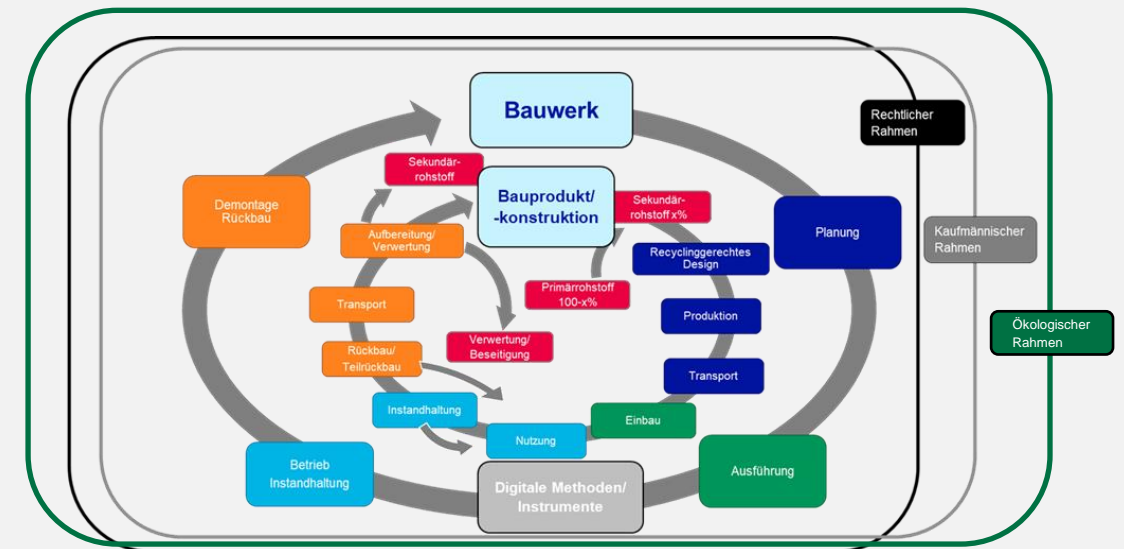 Bauwerk
Rechtlicher
Rahmen
Sekundär-
rohstoff
Bauprodukt/
-konstruktion
Sekundär-
rohstoff x%
Demontage
Rückbau
Planung
Kaufmännischer
Rahmen
Aufbereitung/
Verwertung
Recyclinggerechtes
Design
Primärrohstoff
100-x%
Transport
Produktion
Ökologischer
Rahmen
Verwertung/
Beseitigung
Rückbau/
Teilrückbau
Transport
Instandhaltung
Einbau
Nutzung
Betrieb
Instandhaltung
Ausführung
Digitale Methoden/
Instrumente